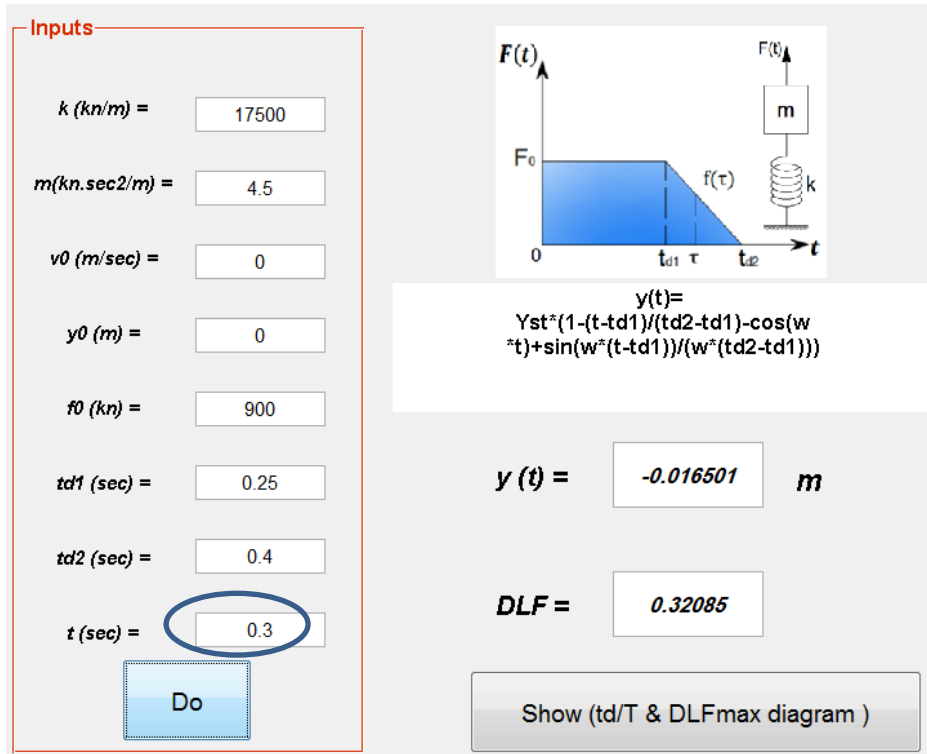 Inputs
k (kn/m) =
17500
m(kn.sec2/m) =
4.5
v0 (m/sec) =
0
y0 (m) =
0
f0 (kn) =
900
td1 (sec) =
0.25
td2 (sec) =
0.4
t (sec) =
0.3
Do
F(t)
F₀
f(τ)
0
td1 τ td2
t
F(t)
m
k
y(t)=
Yst*(1-(t-td1)/(td2-td1)-cos(w
*t)+sin(w*(t-td1))/(w*(td2-td1)))
y (t) =
-0.016501
m
DLF =
0.32085
Show (td/T & DLFmax diagram )